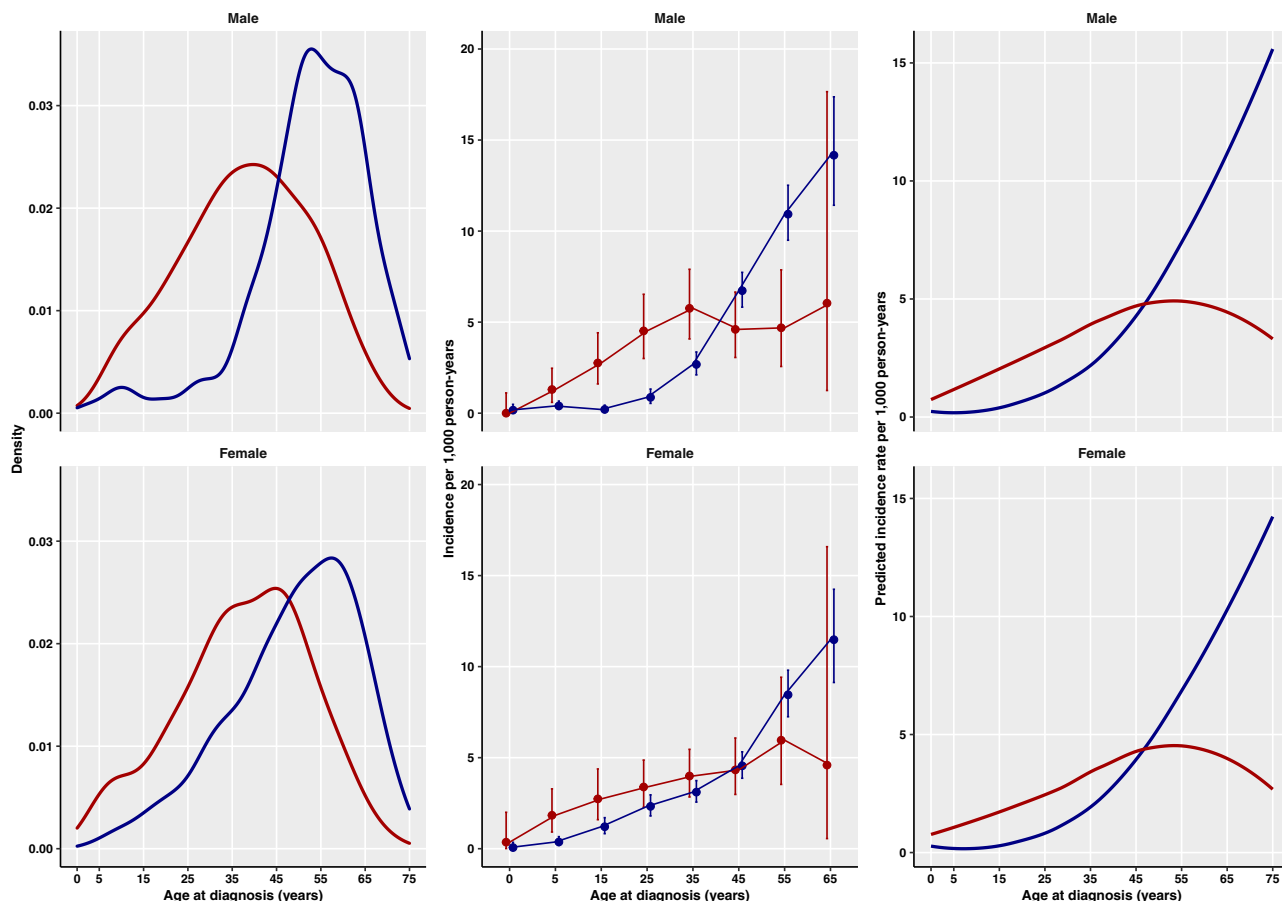 Male
Male
Male
0.03
0.02
0.01
0.00
20
15
10
5
0
15
10
5
0
Density
Incidence per 1,000 person-years
Predicted incidence rate per 1,000 person-years
Female
Female
Female
0.03
0.02
0.01
0.00
20
15
10
5
0
15
10
5
0
0 5 15 25 35 45 55 65 75
0 5 15 25 35 45 55 65
0 5 15 25 35 45 55 65 75
Age at diagnosis (years)
Age at diagnosis (years)
Age at diagnosis (years)